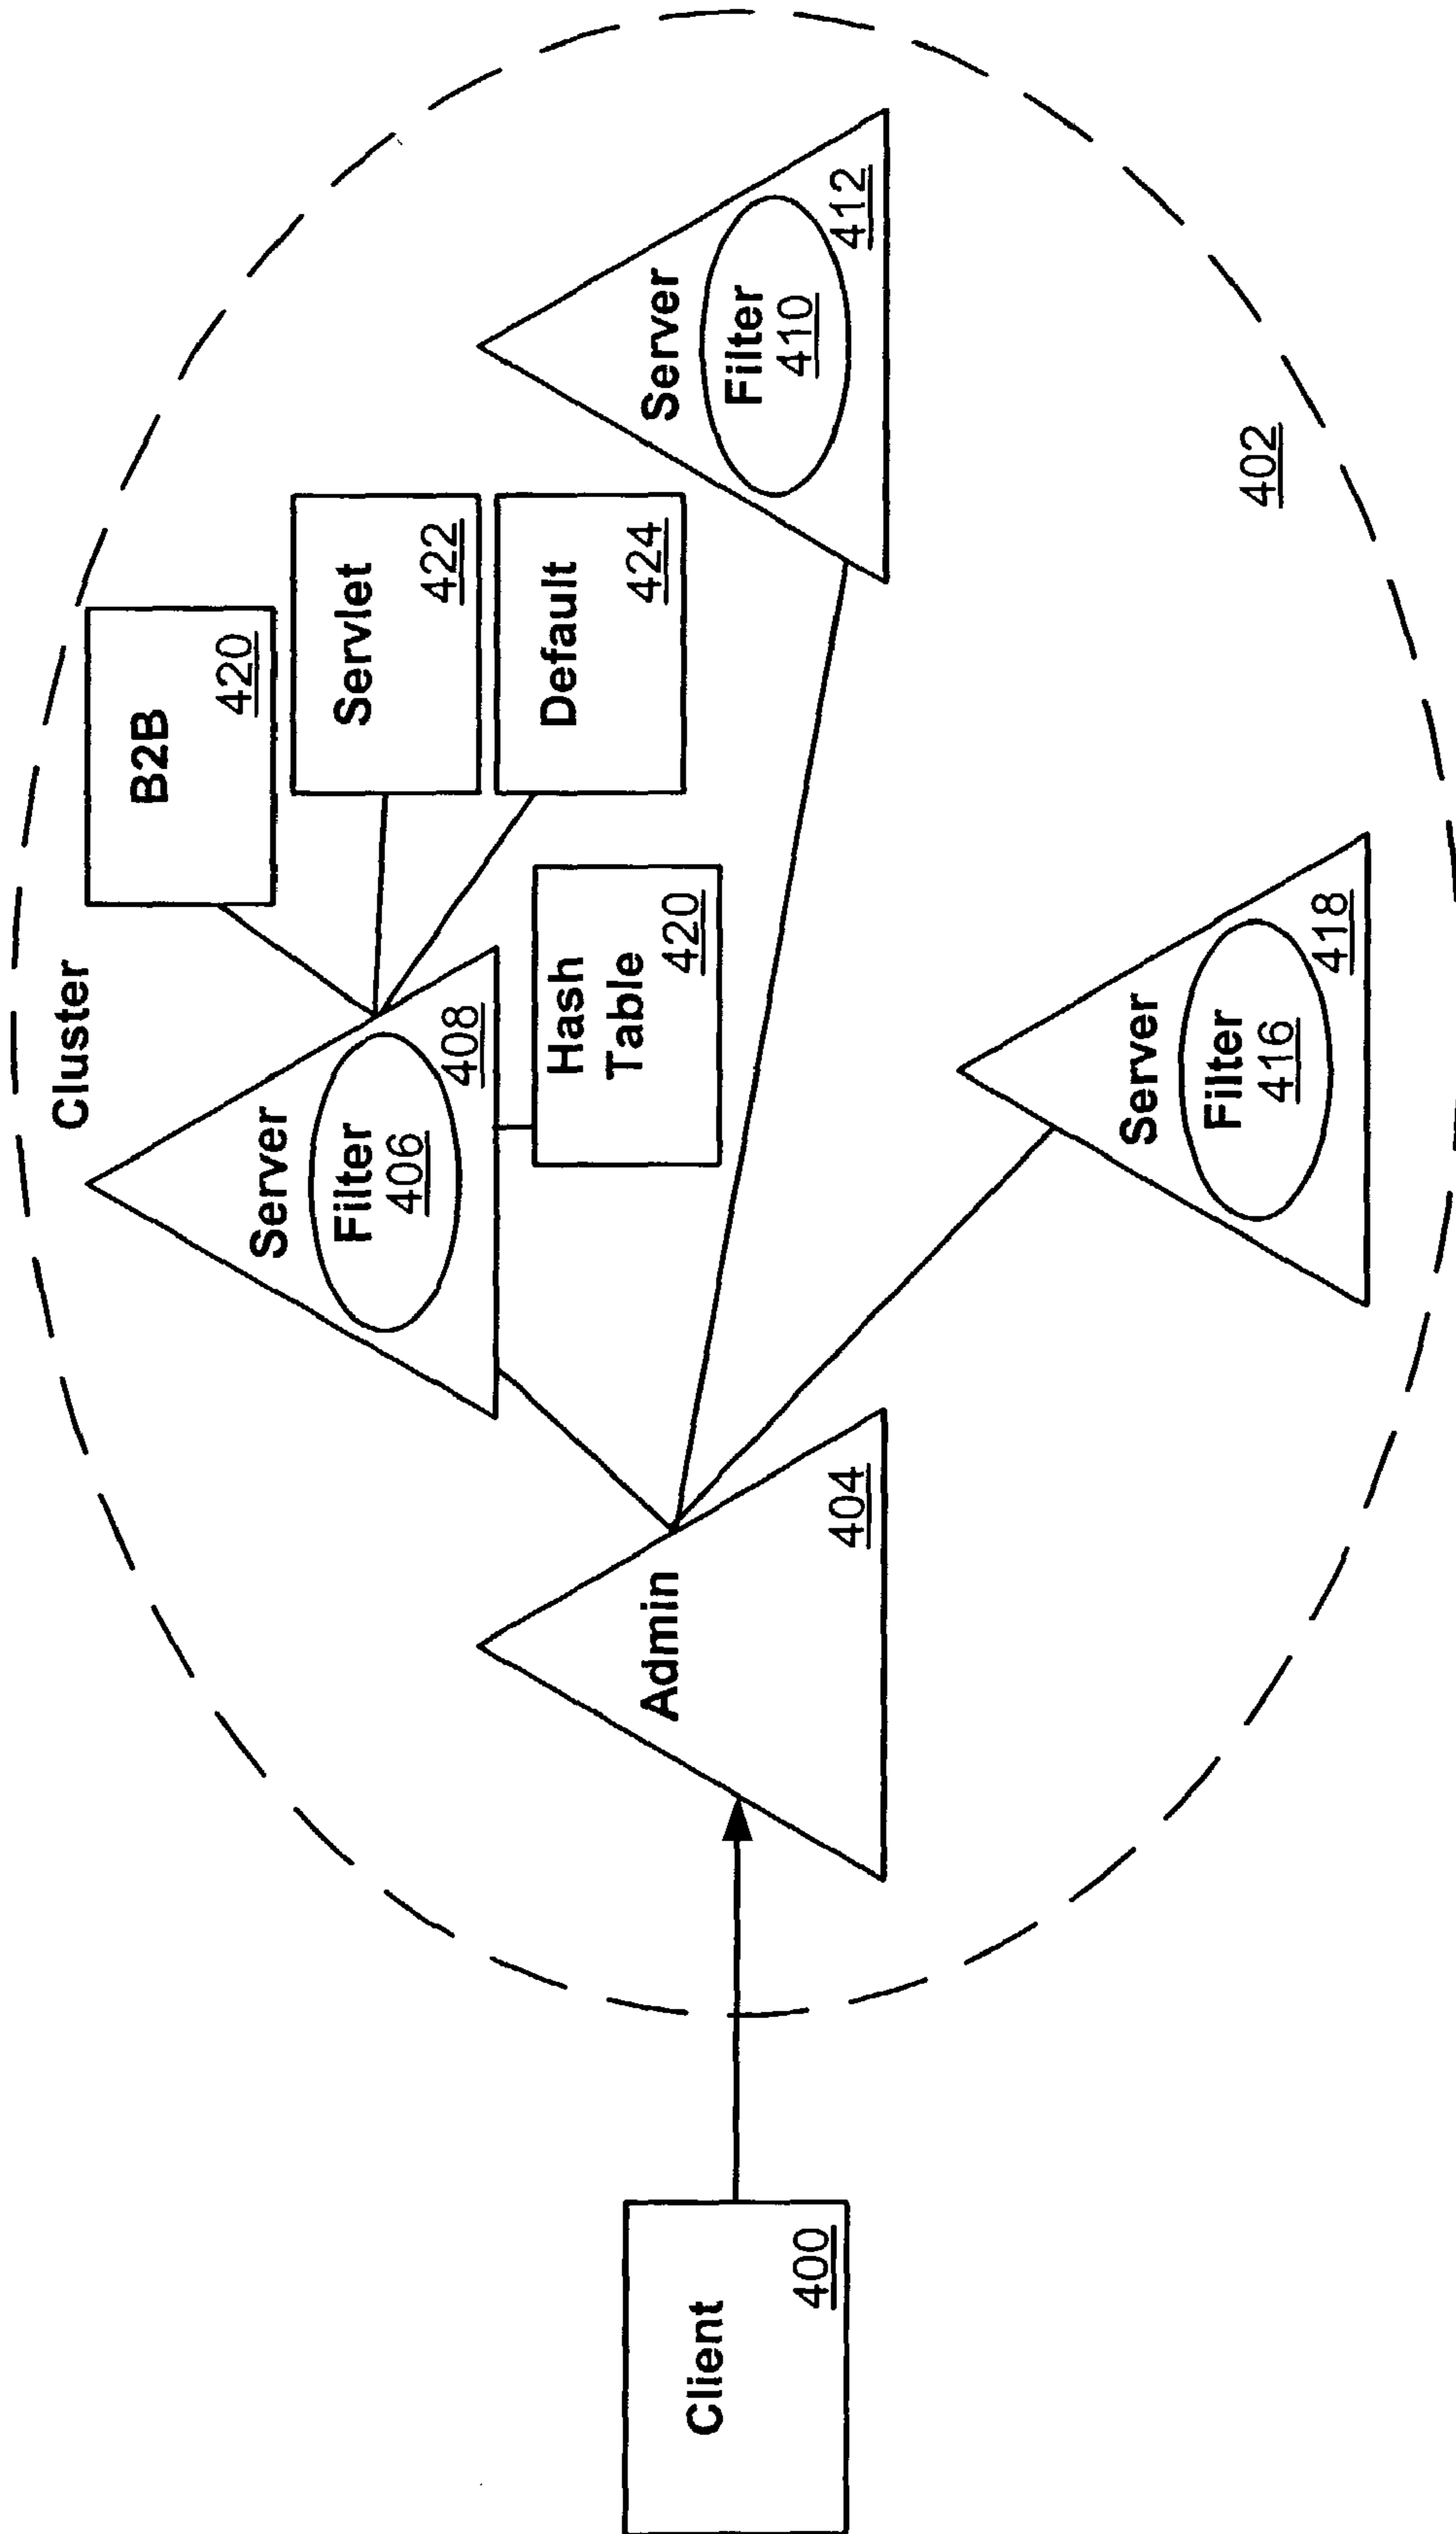 Cluster
B2B
420
Servlet
422
Default
424
Server
Filter
406
408
Hash
Table
420
Server
Filter
410
412
Admin
404
Client
400
Server
Filter
416
418
402